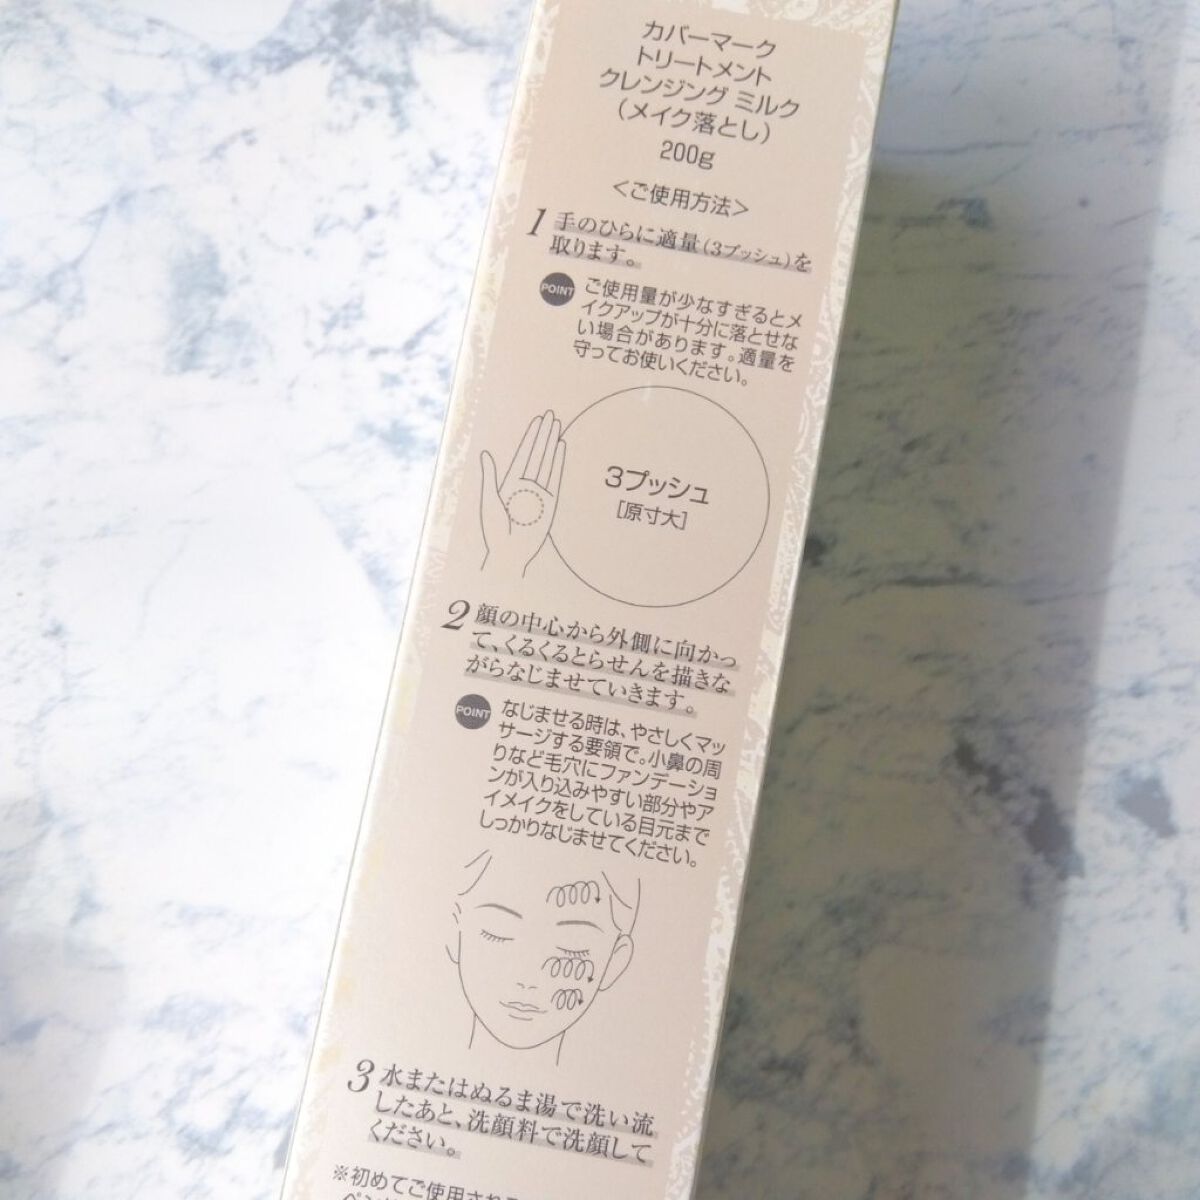 カバーマーク
トリートメント
クレンジング ミルク
(メイク落とし)
200g
<ご使用方法>
1 手のひらに適量(3プッシュ)を
取ります。
POINT ご使用量が少なすぎるとメ
イクアップが十分に落とせな
い場合があります。適量を
守ってお使いください。
3プッシュ
[原寸大]
2 顔の中心から外側に向かっ
て、くるくるとらせんを描きな
がらなじませていきます。
POINT なじませる時は、やさしくマッ
サージする要領で。小鼻の周
りなど毛穴にファンデーショ
ンが入り込みやすい部分やア
イメイクをしている目元まで
しっかりなじませてください。
3 水またはぬるま湯で洗い流
したあと、洗顔料で洗顔して
ください。
※初めてご使用され